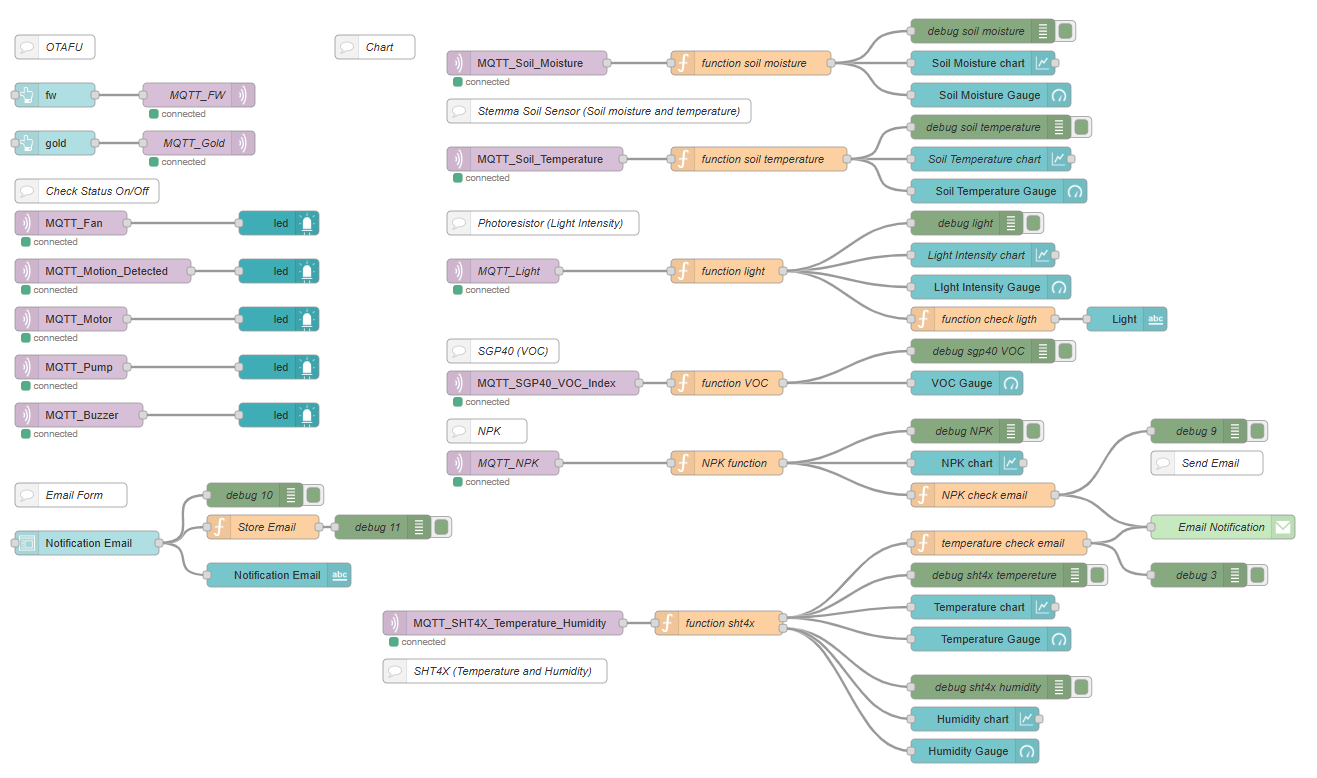 OTAFU
fw
MQTT_FW
connected
gold
MQTT_Gold
connected
Check Status On/Off
MQTT_Fan
led
connected
MQTT_Motion_Detected
led
connected
MQTT_Motor
led
connected
MQTT_Pump
led
connected
MQTT_Buzzer
led
connected
Email Form
debug 10
Store Email
debug 11
Notification Email
Notification Email
abc
Chart
MQTT_Soil_Moisture
connected
function soil moisture
debug soil moisture
Soil Moisture chart
Soil Moisture Gauge
Stemma Soil Sensor (Soil moisture and temperature)
MQTT_Soil_Temperature
connected
function soil temperature
debug soil temperature
Soil Temperature chart
Soil Temperature Gauge
Photoresistor (Light Intensity)
MQTT_Light
connected
function light
debug light
Light Intensity chart
LIght Intensity Gauge
function check ligth
Light
abc
SGP40 (VOC)
MQTT_SGP40_VOC_Index
connected
function VOC
debug sgp40 VOC
VOC Gauge
NPK
MQTT_NPK
connected
NPK function
debug NPK
NPK chart
NPK check email
debug 9
Send Email
Email Notification
temperature check email
debug 3
MQTT_SHT4X_Temperature_Humidity
connected
function sht4x
SHT4X (Temperature and Humidity)
debug sht4x tempereture
Temperature chart
Temperature Gauge
debug sht4x humidity
Humidity chart
Humidity Gauge